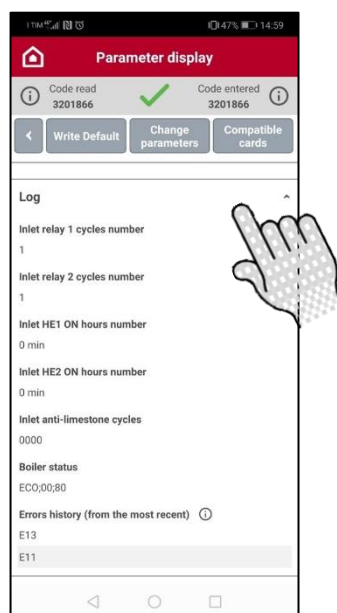 I TIM 47% 14:59
Parameter display
Code read Code entered
3201866 3201866
Write Default Change parameters Compatible cards
Log
Inlet relay 1 cycles number
1
Inlet relay 2 cycles number
1
Inlet HE1 ON hours number
0 min
Inlet HE2 ON hours number
0 min
Inlet anti-limestone cycles
0000
Boiler status
ECO;00;80
Errors history (from the most recent)
E13
E11